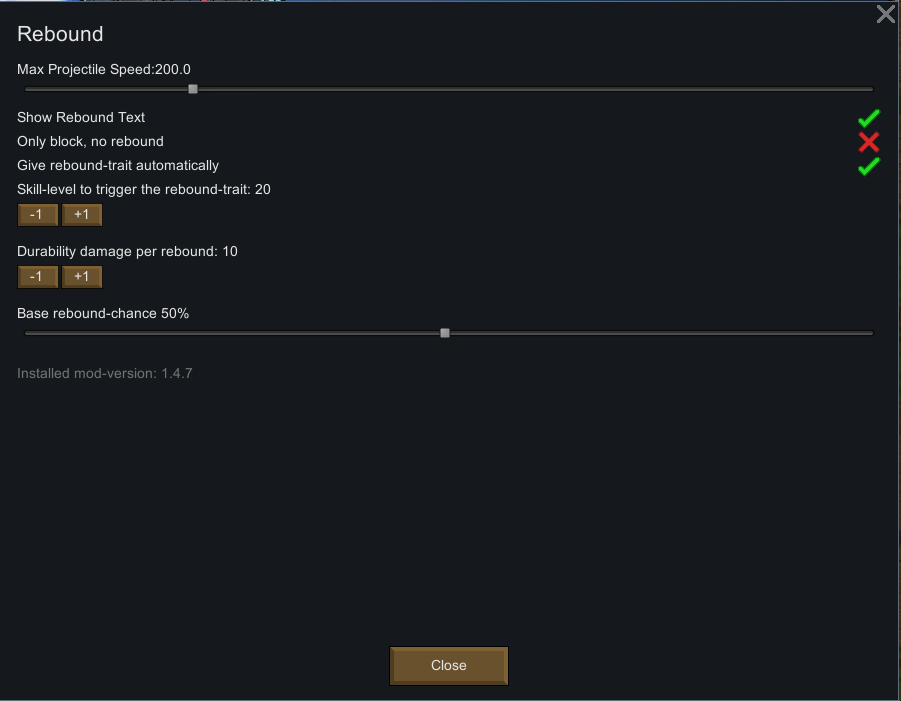 Rebound
Max Projectile Speed:200.0
Show Rebound Text
Only block, no rebound
Give rebound-trait automatically
Skill-level to trigger the rebound-trait: 20
-1 +1
Durability damage per rebound: 10
-1 +1
Base rebound-chance 50%
Installed mod-version: 1.4.7
Close